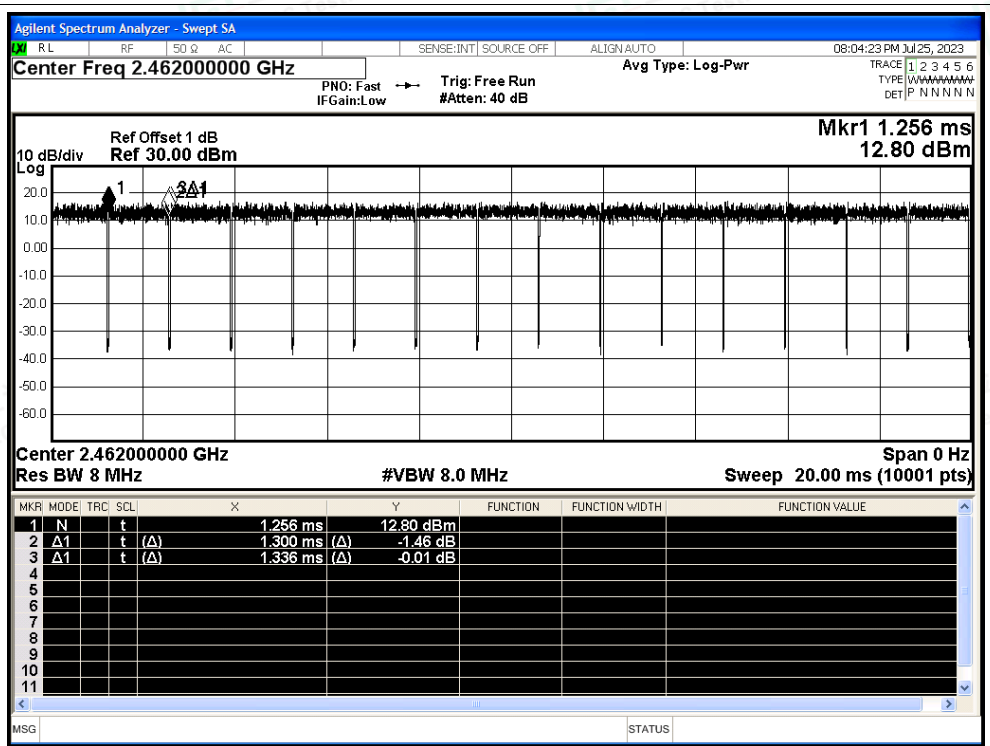 Agilent Spectrum Analyzer - Swept SA
LXI RL RF 50 Ω AC SENSE:INT SOURCE OFF ALIGN AUTO 08:04:23 PM Jul 25, 2023
Center Freq 2.462000000 GHz Avg Type: Log-Pwr TRACE 1 2 3 4 5 6
PNO: Fast Trig: Free Run TYPE WWWWWW
IFGain:Low #Atten: 40 dB DET P N N N N N
Mkr1 1.256 ms
Ref Offset 1 dB
10 dB/div Ref 30.00 dBm 12.80 dBm
Log
1 3Δ1
20.0
10.0
0.00
-10.0
-20.0
-30.0
-40.0
-50.0
-60.0
Center 2.462000000 GHz Span 0 Hz
Res BW 8 MHz #VBW 8.0 MHz Sweep 20.00 ms (10001 pts)
MKR MODE TRC SCL X Y FUNCTION FUNCTION WIDTH FUNCTION VALUE
1 N t 1.256 ms 12.80 dBm
2 Δ1 t (Δ) 1.300 ms (Δ) -1.46 dB
3 Δ1 t (Δ) 1.336 ms (Δ) -0.01 dB
4
5
6
7
8
9
10
11
MSG STATUS